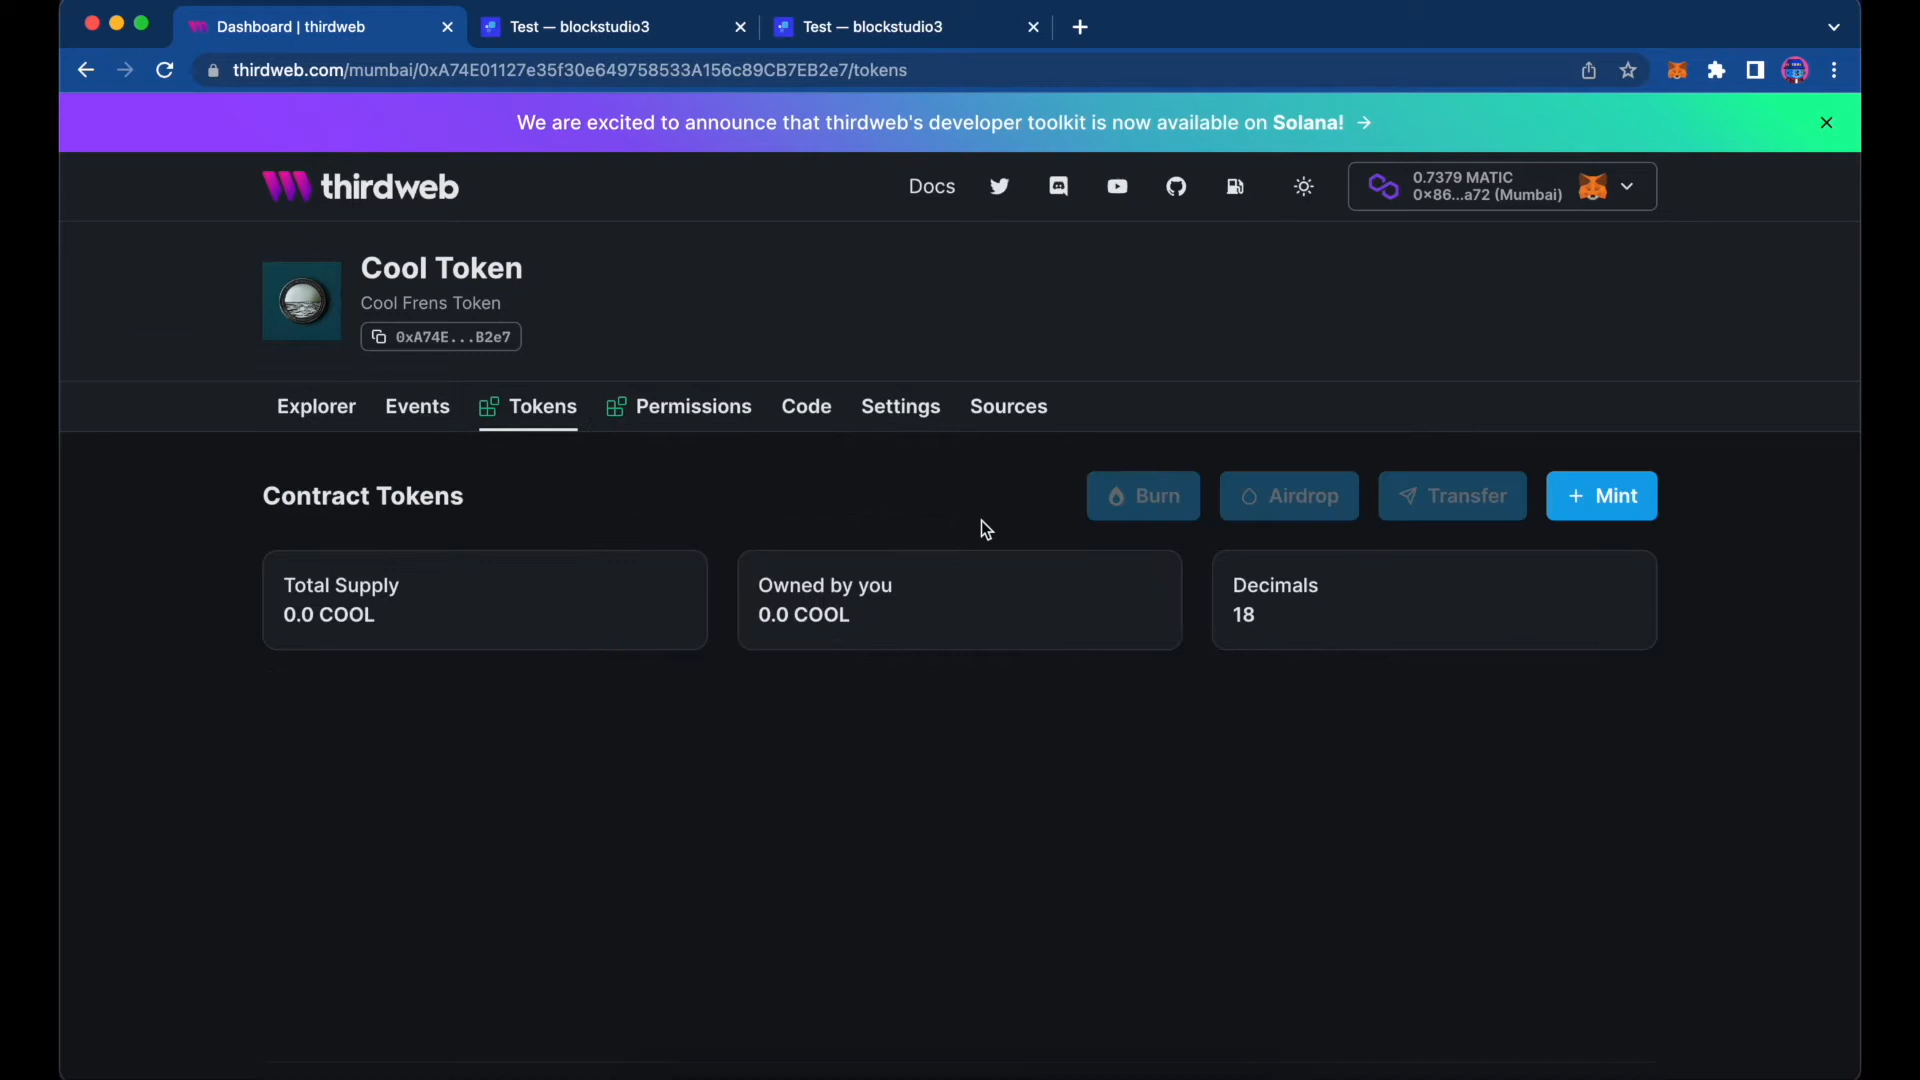 Dashboard | thirdweb
Test — blockstudio3
Test — blockstudio3
thirdweb.com/mumbai/0xA74E01127e35f30e649758533A156c89CB7EB2e7/tokens
We are excited to announce that thirdweb's developer toolkit is now available on Solana! →
thirdweb
Docs
0.7379 MATIC
0×86...a72 (Mumbai)
Cool Token
Cool Frens Token
0xA74E...B2e7
Explorer
Events
Tokens
Permissions
Code
Settings
Sources
Contract Tokens
Burn
Airdrop
Transfer
+ Mint
Total Supply
0.0 COOL
Owned by you
0.0 COOL
Decimals
18